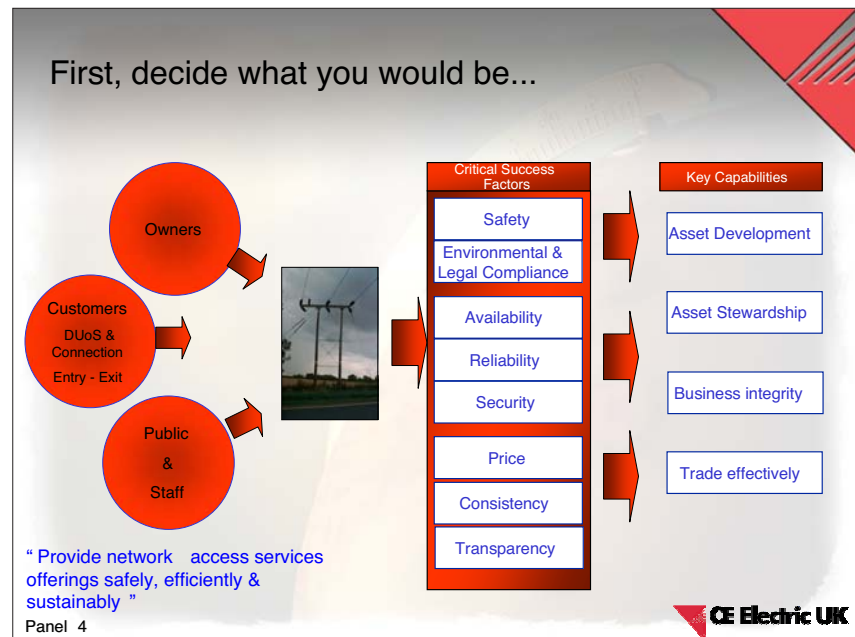 First, decide what you would be...
Owners
Customers
DUoS &
Connection
Entry - Exit
Public
&
Staff
Critical Success
Factors
Safety
Environmental &
Legal Compliance
Availability
Reliability
Security
Price
Consistency
Transparency
Key Capabilities
Asset Development
Asset Stewardship
Business integrity
Trade effectively
“ Provide network access services
offerings safely, efficiently &
sustainably ”
Panel 4
CE Electric UK